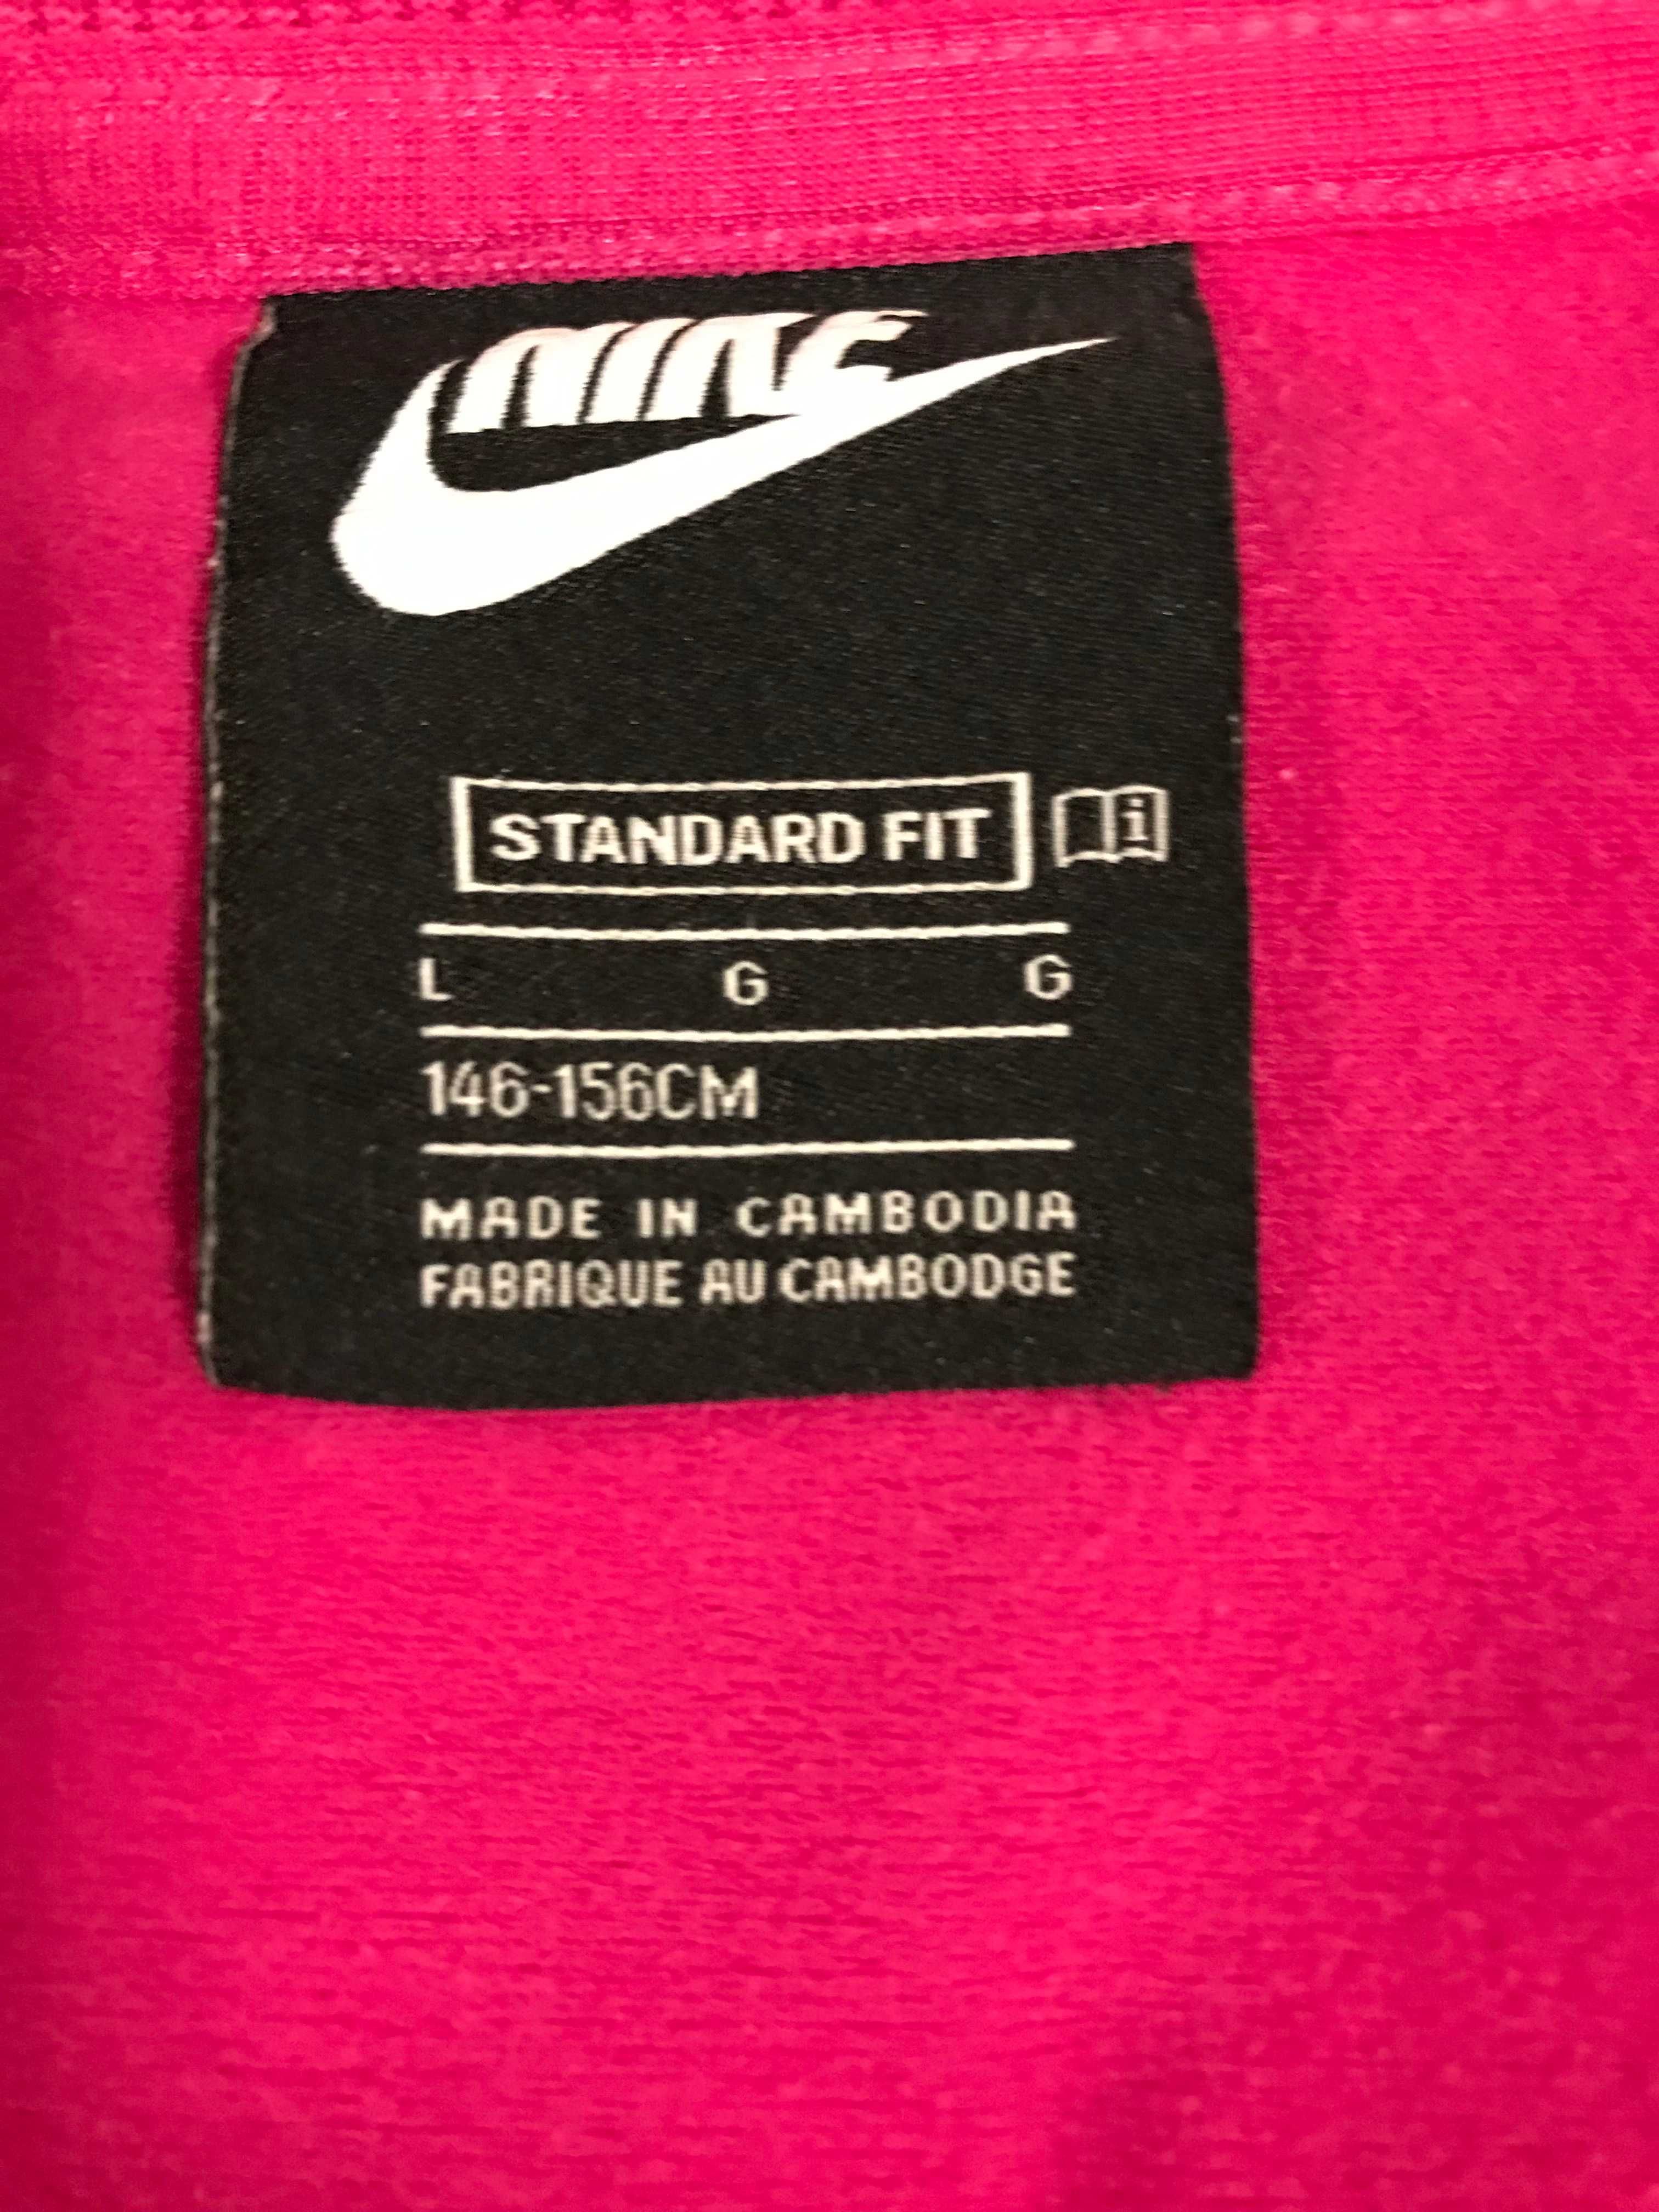 NIKE
STANDARD FIT i
L G G
146-156CM
MADE IN CAMBODIA
FABRIQUE AU CAMBODGE